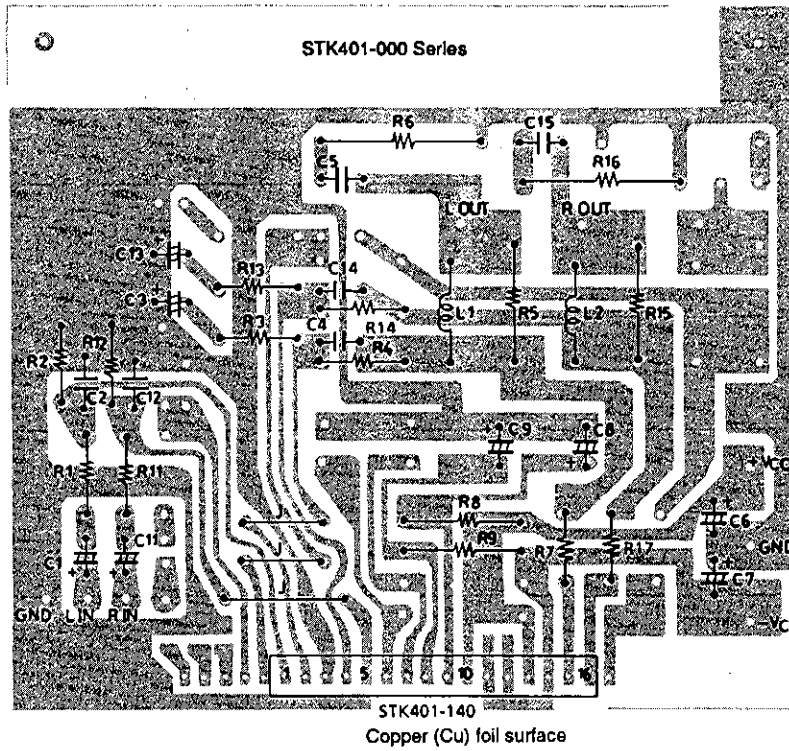 STK401-000 Series
R6
C15
C5
R16
L OUT
R OUT
C13
R13
C14
C3
R3
C4
R14
R4
L1
R5
L2
R15
R2
R12
C2
C12
R1
R11
C9
C8
+VCC
R8
R9
R7
R17
C6
GND
C7
C1
C11
GND
L IN
R IN
-VC
1
5
10
16
STK401-140
Copper (Cu) foil surface